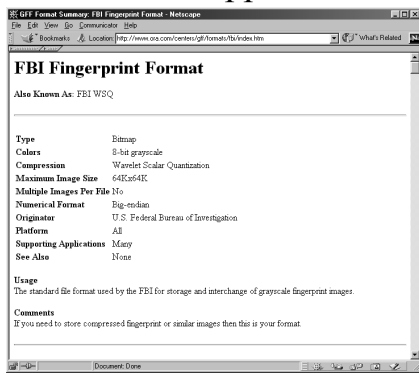 GFF Format Summary: FBI Fingerprint Format - Netscape
File Edit View Go Communicator Help
Bookmarks Location: http://www.ora.com/centers/gff/formats/fbi/index.htm What's Related
FBI Fingerprint Format
Also Known As: FBI WSQ
Type Bitmap
Colors 8-bit grayscale
Compression Wavelet Scalar Quantization
Maximum Image Size 64Kx64K
Multiple Images Per File No
Numerical Format Big-endian
Originator U.S. Federal Bureau of Investigation
Platform All
Supporting Applications Many
See Also None
Usage
The standard file format used by the FBI for storage and interchange of grayscale fingerprint images.
Comments
If you need to store compressed fingerprint or similar images then this is your format.
Document: Done